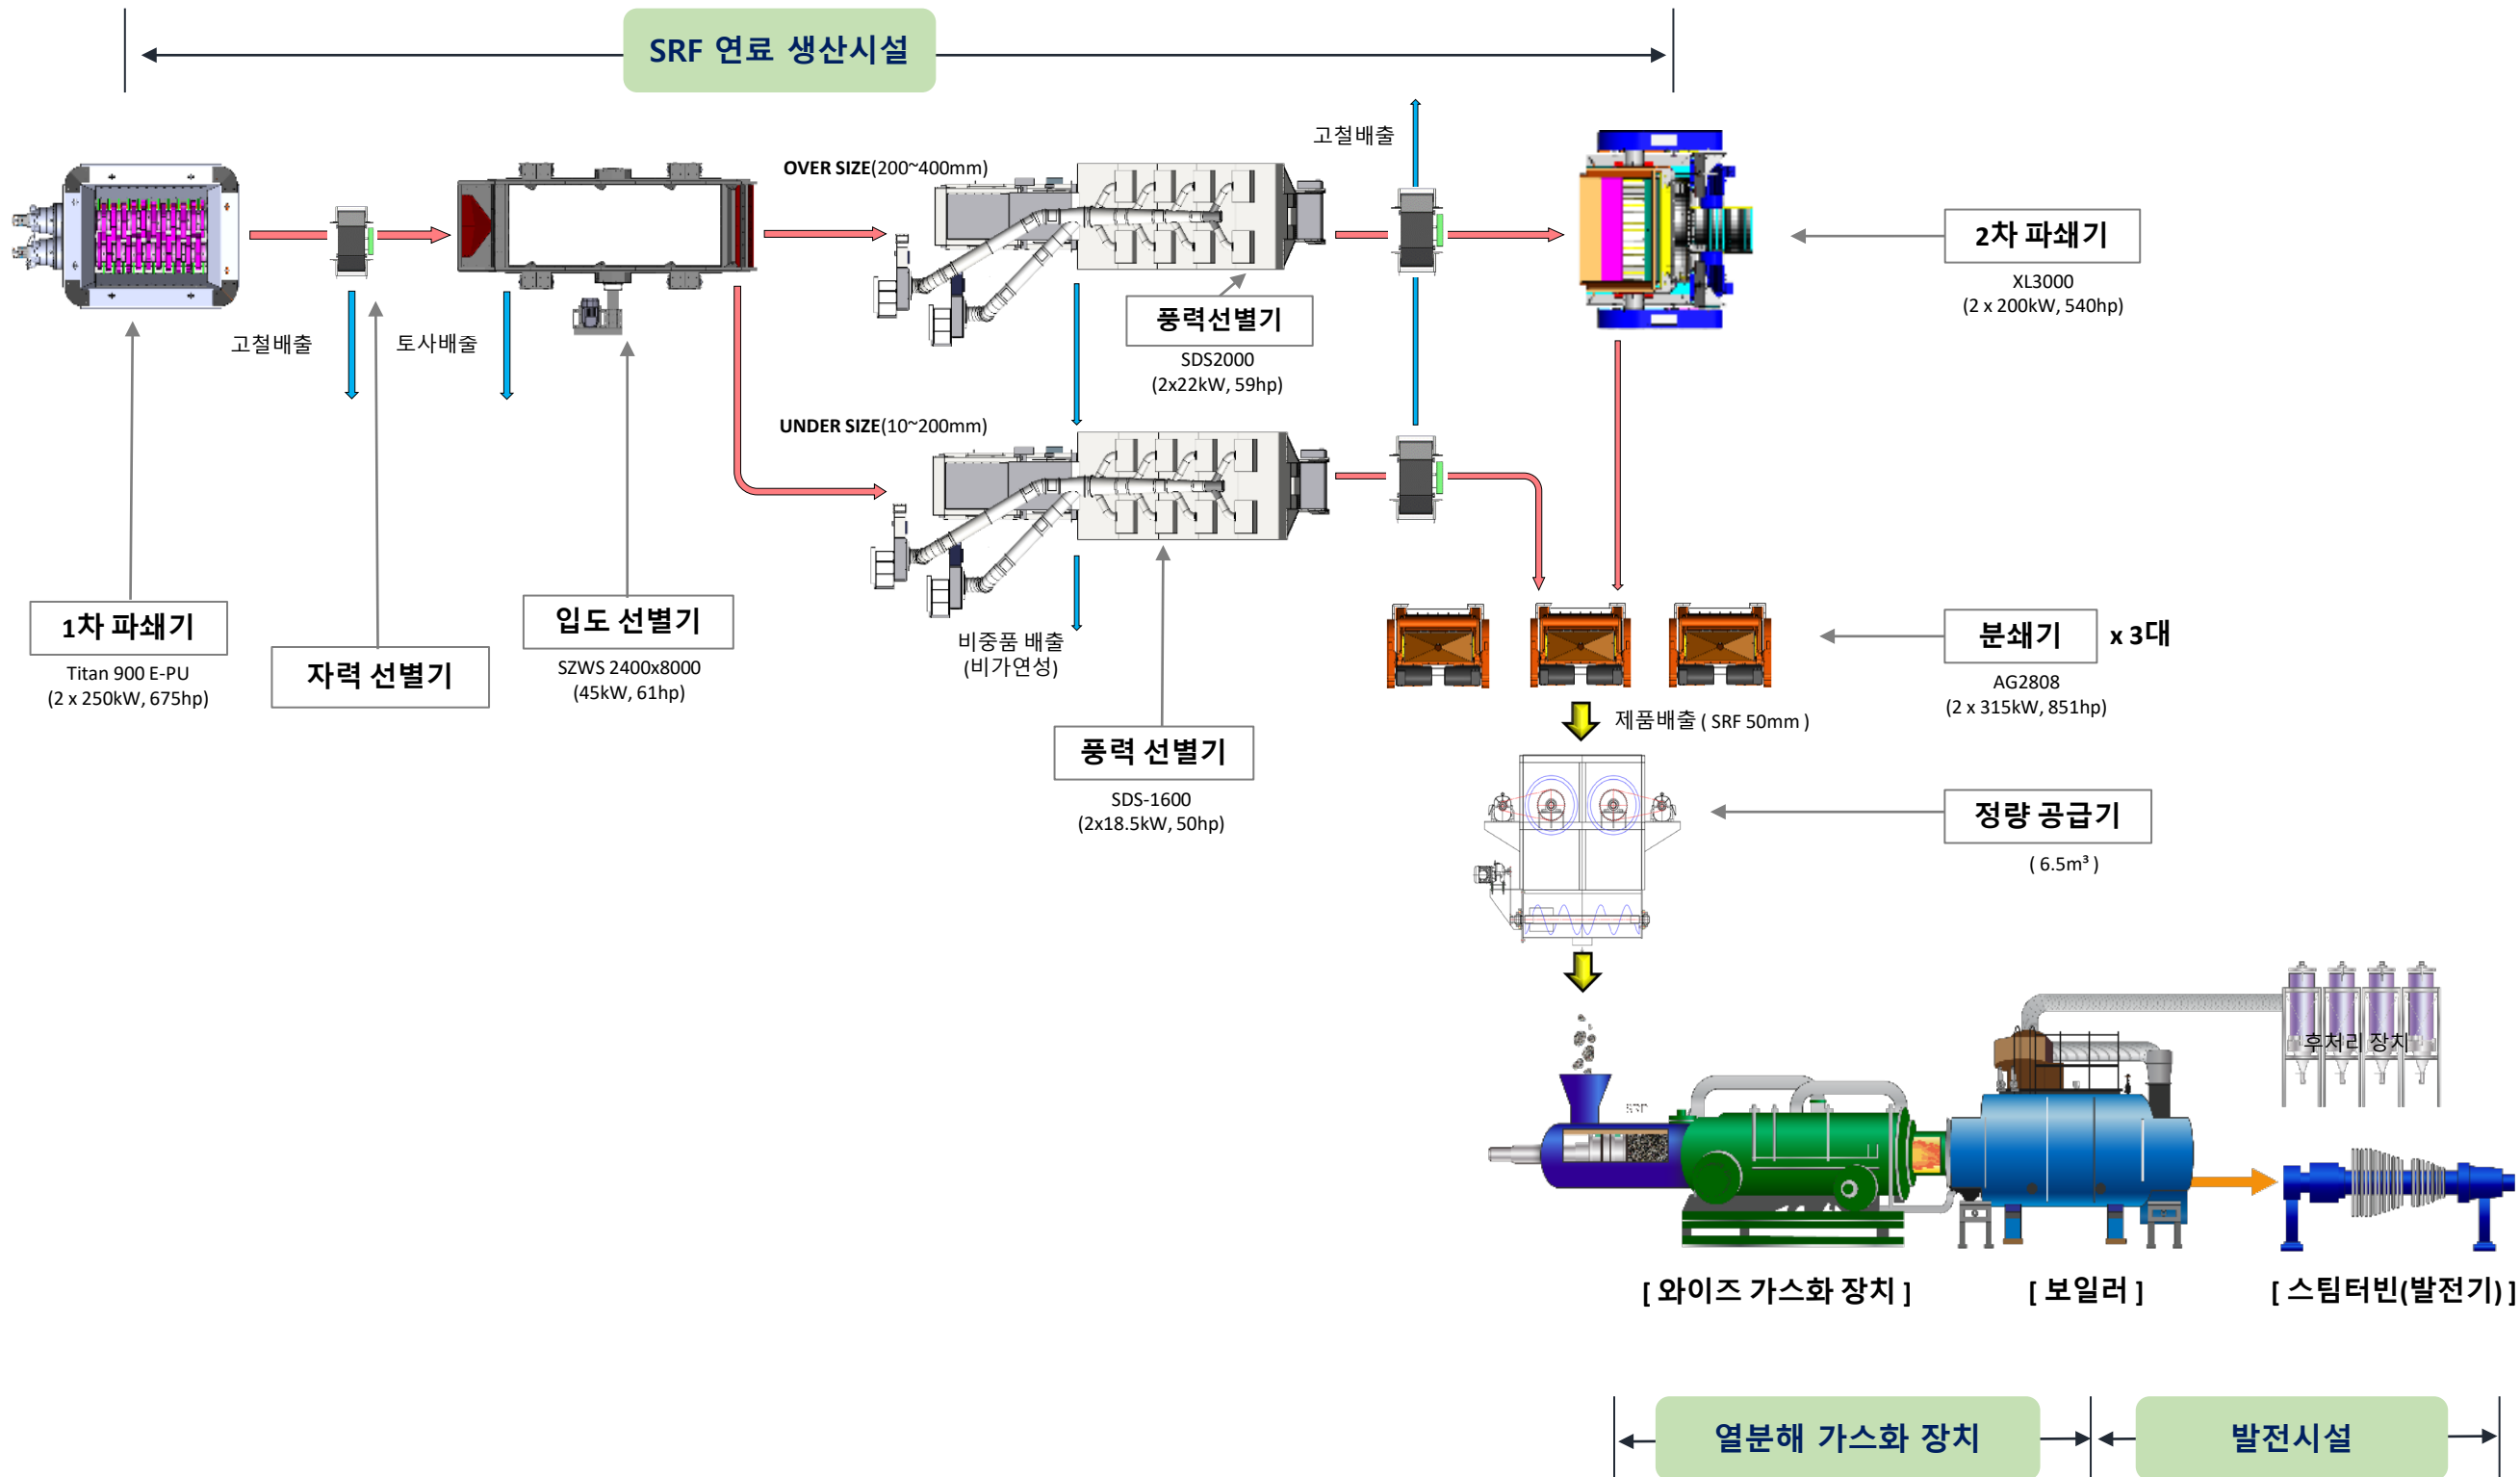 SRF 연료 생산시설
고철배출
OVER SIZE(200~400mm)
2차 파쇄기
XL3000
(2 x 200kW, 540hp)
풍력선별기
SDS2000
(2x22kW, 59hp)
고철배출
토사배출
UNDER SIZE(10~200mm)
1차 파쇄기
Titan 900 E-PU
(2 x 250kW, 675hp)
자력 선별기
입도 선별기
SZWS 2400x8000
(45kW, 61hp)
비중품 배출
(비가연성)
분쇄기
x 3대
AG2808
(2 x 315kW, 851hp)
제품배출 ( SRF 50mm )
풍력 선별기
SDS-1600
(2x18.5kW, 50hp)
정량 공급기
( 6.5m³ )
후처리 장치
[ 와이즈 가스화 장치 ]
[ 보일러 ]
[ 스팀터빈(발전기) ]
열분해 가스화 장치
발전시설